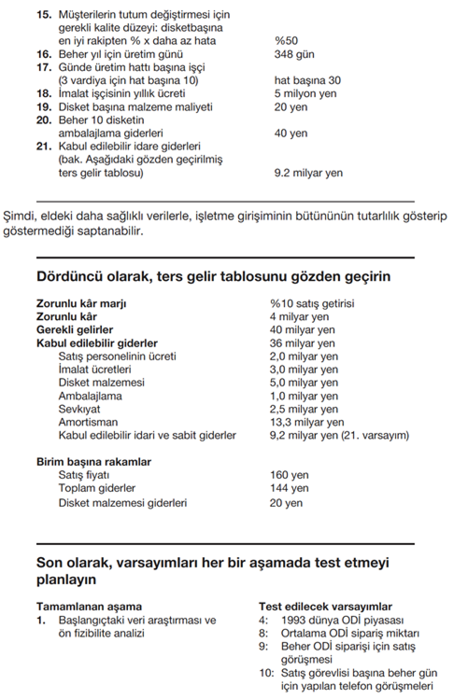 15. Müşterilerin tutum değiştirmesi için
gerekli kalite düzeyi: disketbaşına
en iyi rakipten % x daha az hata %50
16. Beher yıl için üretim günü 348 gün
17. Günde üretim hattı başına işçi
(3 vardiya için hat başına 10) hat başına 30
18. İmalat işçisinin yıllık ücreti 5 milyon yen
19. Disket başına malzeme maliyeti 20 yen
20. Beher 10 disketin
ambalajlama giderleri 40 yen
21. Kabul edilebilir idare giderleri
(bak. Aşağıdaki gözden geçirilmiş
ters gelir tablosu) 9.2 milyar yen
Şimdi, eldeki daha sağlıklı verilerle, işletme girişiminin bütününün tutarlılık gösterip
göstermediği saptanabilir.
Dördüncü olarak, ters gelir tablosunu gözden geçirin
Zorunlu kâr marjı %10 satış getirisi
Zorunlu kâr 4 milyar yen
Gerekli gelirler 40 milyar yen
Kabul edilebilir giderler 36 milyar yen
Satış personelinin ücreti 2,0 milyar yen
İmalat ücretleri 3,0 milyar yen
Disket malzemesi 5,0 milyar yen
Ambalajlama 1,0 milyar yen
Sevkıyat 2,5 milyar yen
Amortisman 13,3 milyar yen
Kabul edilebilir idari ve sabit giderler 9,2 milyar yen (21. varsayım)
Birim başına rakamlar
Satış fiyatı 160 yen
Toplam giderler 144 yen
Disket malzemesi giderleri 20 yen
Son olarak, varsayımları her bir aşamada test etmeyi
planlayın
Tamamlanan aşama Test edilecek varsayımlar
1. Başlangıçtaki veri araştırması ve 4: 1993 dünya ODİ piyasası
ön fizibilite analizi 8: Ortalama ODİ sipariş miktarı
9: Beher ODİ siparişi için satış
görüşmesi
10: Satış görevlisi başına beher gün
için yapılan telefon görüşmeleri